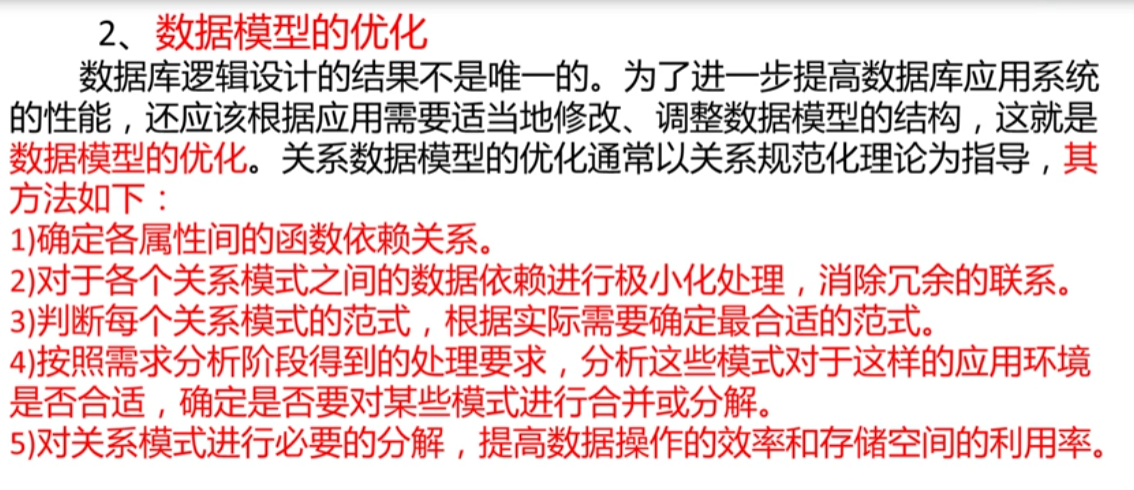 2、数据模型的优化
数据库逻辑设计的结果不是唯一的。为了进一步提高数据库应用系统
的性能，还应该根据应用需要适当地修改、调整数据模型的结构，这就是
数据模型的优化。关系数据模型的优化通常以关系规范化理论为指导，其
方法如下：
1)确定各属性间的函数依赖关系。
2)对于各个关系模式之间的数据依赖进行极小化处理，消除冗余的联系。
3)判断每个关系模式的范式，根据实际需要确定最合适的范式。
4)按照需求分析阶段得到的处理要求，分析这些模式对于这样的应用环境
是否合适，确定是否要对某些模式进行合并或分解。
5)对关系模式进行必要的分解，提高数据操作的效率和存储空间的利用率。